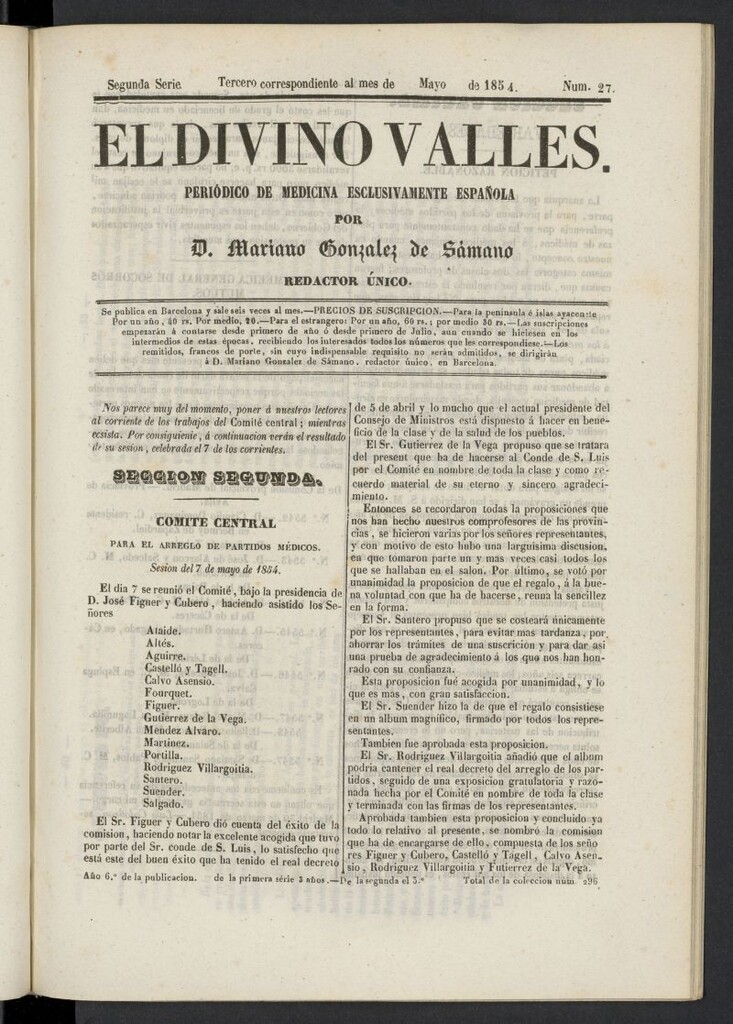 Segunda Serie Tercero correspondiente al mes de Mayo de 1854. Num. 27.
EL DIVINO VALLES.
PERIÓDICO DE MEDICINA ESCLUSIVAMENTE ESPAÑOLA
POR
D. Mariano Gonzalez de Sámano
REDACTOR ÚNICO.
Se publica en Barcelona y sale seis veces al mes.—PRECIOS DE SUSCRIPCION.—Para la peninsula é islas ayacente
Por un año, 40 rs. Por medio, 20.—Para el estrangero: Por un año, 60 rs.; por medio 30 rs.—Las suscripciones
empezarán á contarse desde primero de año ó desde primero de Julio, aun cuando se hiciesen en los
intermedios de estas épocas, recibiendo los interesados todos los números que les correspondiese.—Los
remitidos, francos de porte, sin cuyo indispensable requisito no serán admitidos, se dirigirán
á D. Mariano Gonzalez de Sámano, redactor único, en Barcelona.
Nos parece muy del momento, poner á nuestros lectores
al corriente de los trabajos del Comité central; mientras
ecsista. Por consiguiente, á continuacion verán el resultado
de su sesion, celebrada el 7 de los corrientes.
SECCION SEGUNDA.
COMITE CENTRAL
PARA EL ARREGLO DE PARTIDOS MÉDICOS.
Sesion del 7 de mayo de 1854.
El dia 7 se reunió el Comité, bajo la presidencia de
D. José Figuer y Cubero, haciendo asistido los Se-
ñores
Ataide.
Altés.
Aguirre.
Castelló y Tagell.
Calvo Asensio.
Fourquet.
Figuer.
Gutierrez de la Vega.
Mendez Alvaro.
Martinez.
Portilla.
Rodriguez Villargoitia.
Santero.
Suender.
Salgado.
El Sr. Figuer y Cubero dió cuenta del éxito de la
comision, haciendo notar la excelente acogida que tuvo
por parte del Sr. conde de S. Luis, lo satisfecho que
está este del buen éxito que ha tenido el real decreto
de 5 de abril y lo mucho que el actual presidente del
Consejo de Ministros está dispnesto á hacer en bene-
ficio de la clase y de la salud de los pueblos.
El Sr. Gutierrez de la Vega propuso que se tratara
del present que ha de hacerse al Conde de S. Luis
por el Comité en nombre de toda la clase y como re-
cuerdo material de su eterno y sincero agradeci-
miento.
Entonces se recordaron todas la proposiciones que
nos han hecho nuestros comprofesores de las provin-
cias, se hicieron varias por los señores representantes,
y con motivo de esto hubo una larguísima discusion,
en que tomaron parte un y mas veces casi todos los
que se hallaban en el salon. Por último, se votó por
unanimidad la proposicion de que el regalo, á la bue-
na voluntad con que ha de hacerse, reuna la sencillez
en la forma.
El Sr. Santero propuso que se costeará únicamente
por los representantes, para evitar mas tardanza, por
ahorrar los trámites de una suscricion y para dar asi
una prueba de agradecimiento á los que nos han hon-
rado con su confianza.
Esta proposicion fué acogida por unanimidad, y lo
que es mas, con gran satisfaccion.
El Sr. Suender hizo la de que el regalo consistiese
en un album magnífico, firmado por todos los repre-
sentantes.
Tambien fue aprobada esta proposicion.
El Sr. Rodriguez Villargoitia añadió que el album
podria contener el real decreto del arreglo de los par-
tidos, seguido de una exposicion gratulatoria y razo-
nada hecha por el Comité en nombre de toda la clase
y terminada con las firmas de los representantes.
Aprobada tambien esta proposicion y concluido ya
todo lo relativo al presente, se nombró la comision
que ha de encargarse de ello, compuesta de los seño
res Figuer y Cubero, Castelló y Tagell, Calvo Asen-
sio, Rodriguez Villargoitia y Futierrez de la Vega.
Año 6.º de la publicacion. de la primera série 3 años.—De la segunda el 3.º Total de la coleccion núm. 296